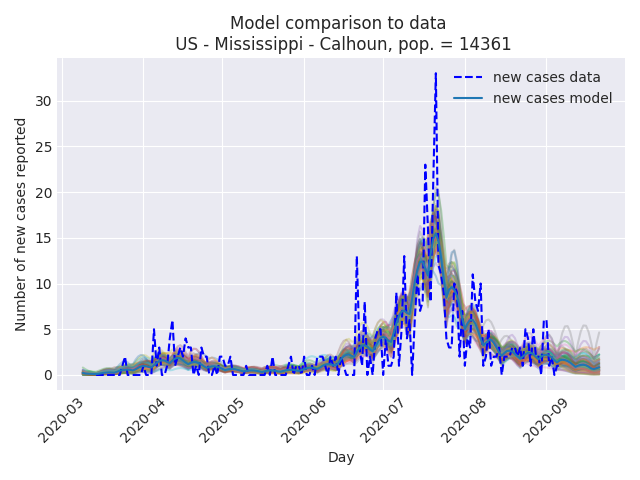 Model comparison to data
US - Mississippi - Calhoun, pop. = 14361
new cases data
new cases model
Number of new cases reported
30
25
20
15
10
5
0
2020-03
2020-04
2020-05
2020-06
2020-07
2020-08
2020-09
Day